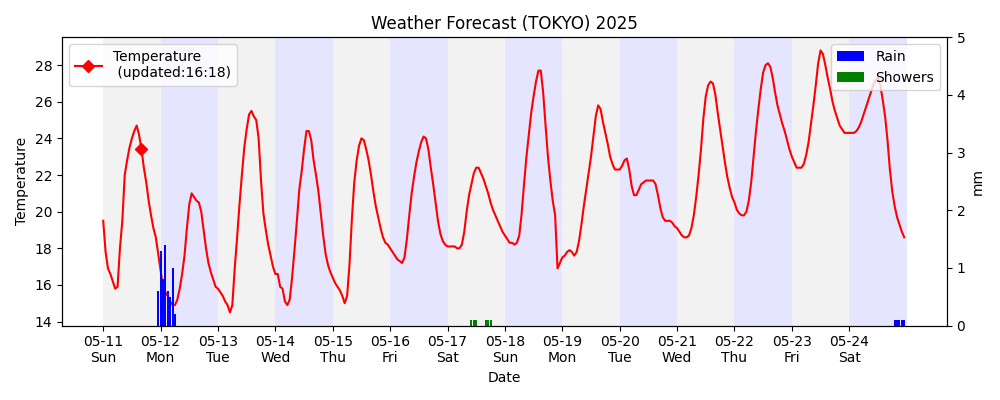 Weather Forecast (TOKYO) 2025
Temperature
(updated:16:18)
Rain
Showers
Temperature
28
26
24
22
20
18
16
14
5
4
3
2
1
0
mm
05-11 05-12 05-13 05-14 05-15 05-16 05-17 05-18 05-19 05-20 05-21 05-22 05-23 05-24
Sun Mon Tue Wed Thu Fri Sat Sun Mon Tue Wed Thu Fri Sat
Date